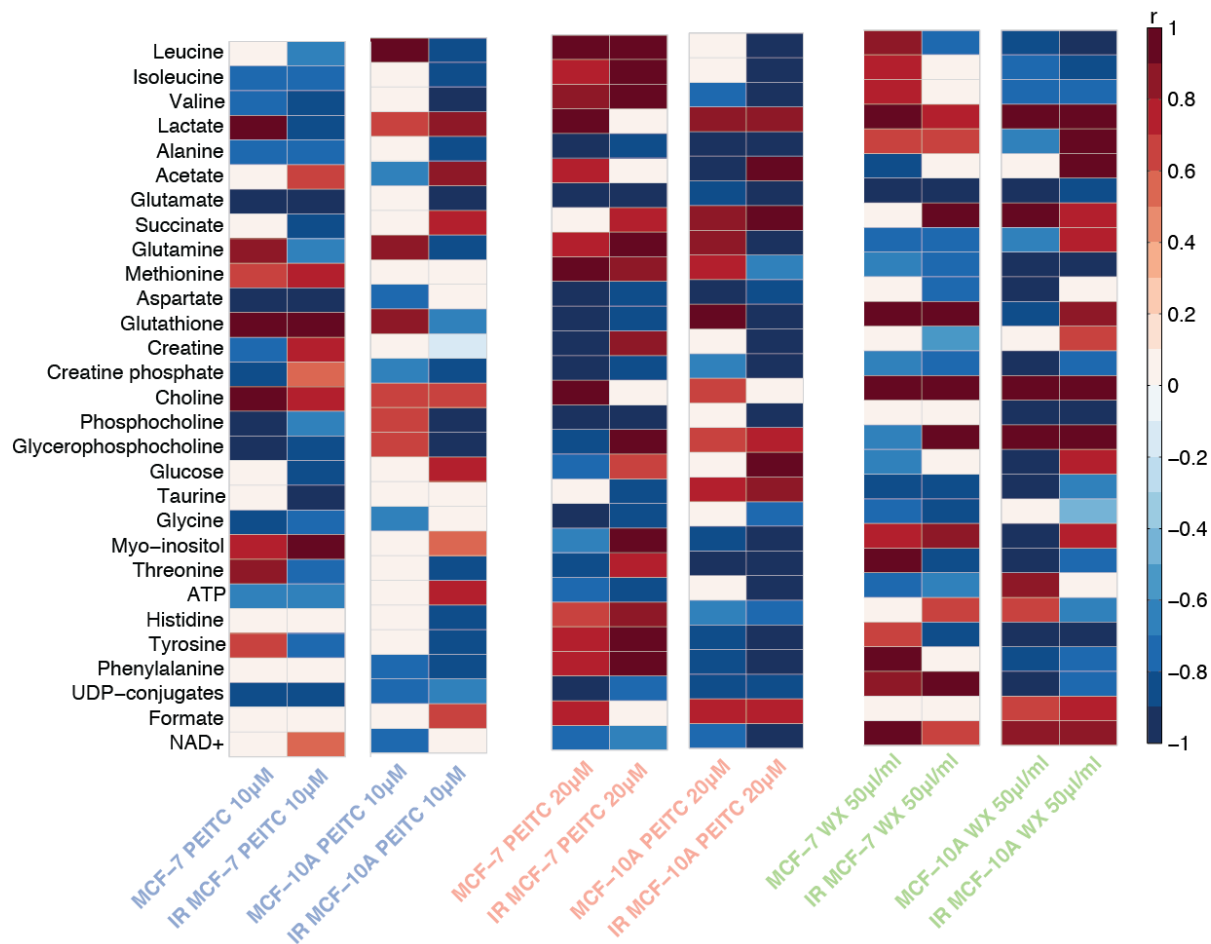 r
Leucine
Isoleucine
Valine
Lactate
Alanine
Acetate
Glutamate
Succinate
Glutamine
Methionine
Aspartate
Glutathione
Creatine
Creatine phosphate
Choline
Phosphocholine
Glycerophosphocholine
Glucose
Taurine
Glycine
Myo−inositol
Threonine
ATP
Histidine
Tyrosine
Phenylalanine
UDP−conjugates
Formate
NAD+
MCF−7 PEITC 10µM
IR MCF−7 PEITC 10µM
MCF−10A PEITC 10µM
IR MCF−10A PEITC 10µM
MCF−7 PEITC 20µM
IR MCF−7 PEITC 20µM
MCF−10A PEITC 20µM
IR MCF−10A PEITC 20µM
MCF−7 WX 50µl/ml
IR MCF−7 WX 50µl/ml
MCF−10A WX 50µl/ml
IR MCF−10A WX 50µl/ml
1
0.8
0.6
0.4
0.2
0
−0.2
−0.4
−0.6
−0.8
−1